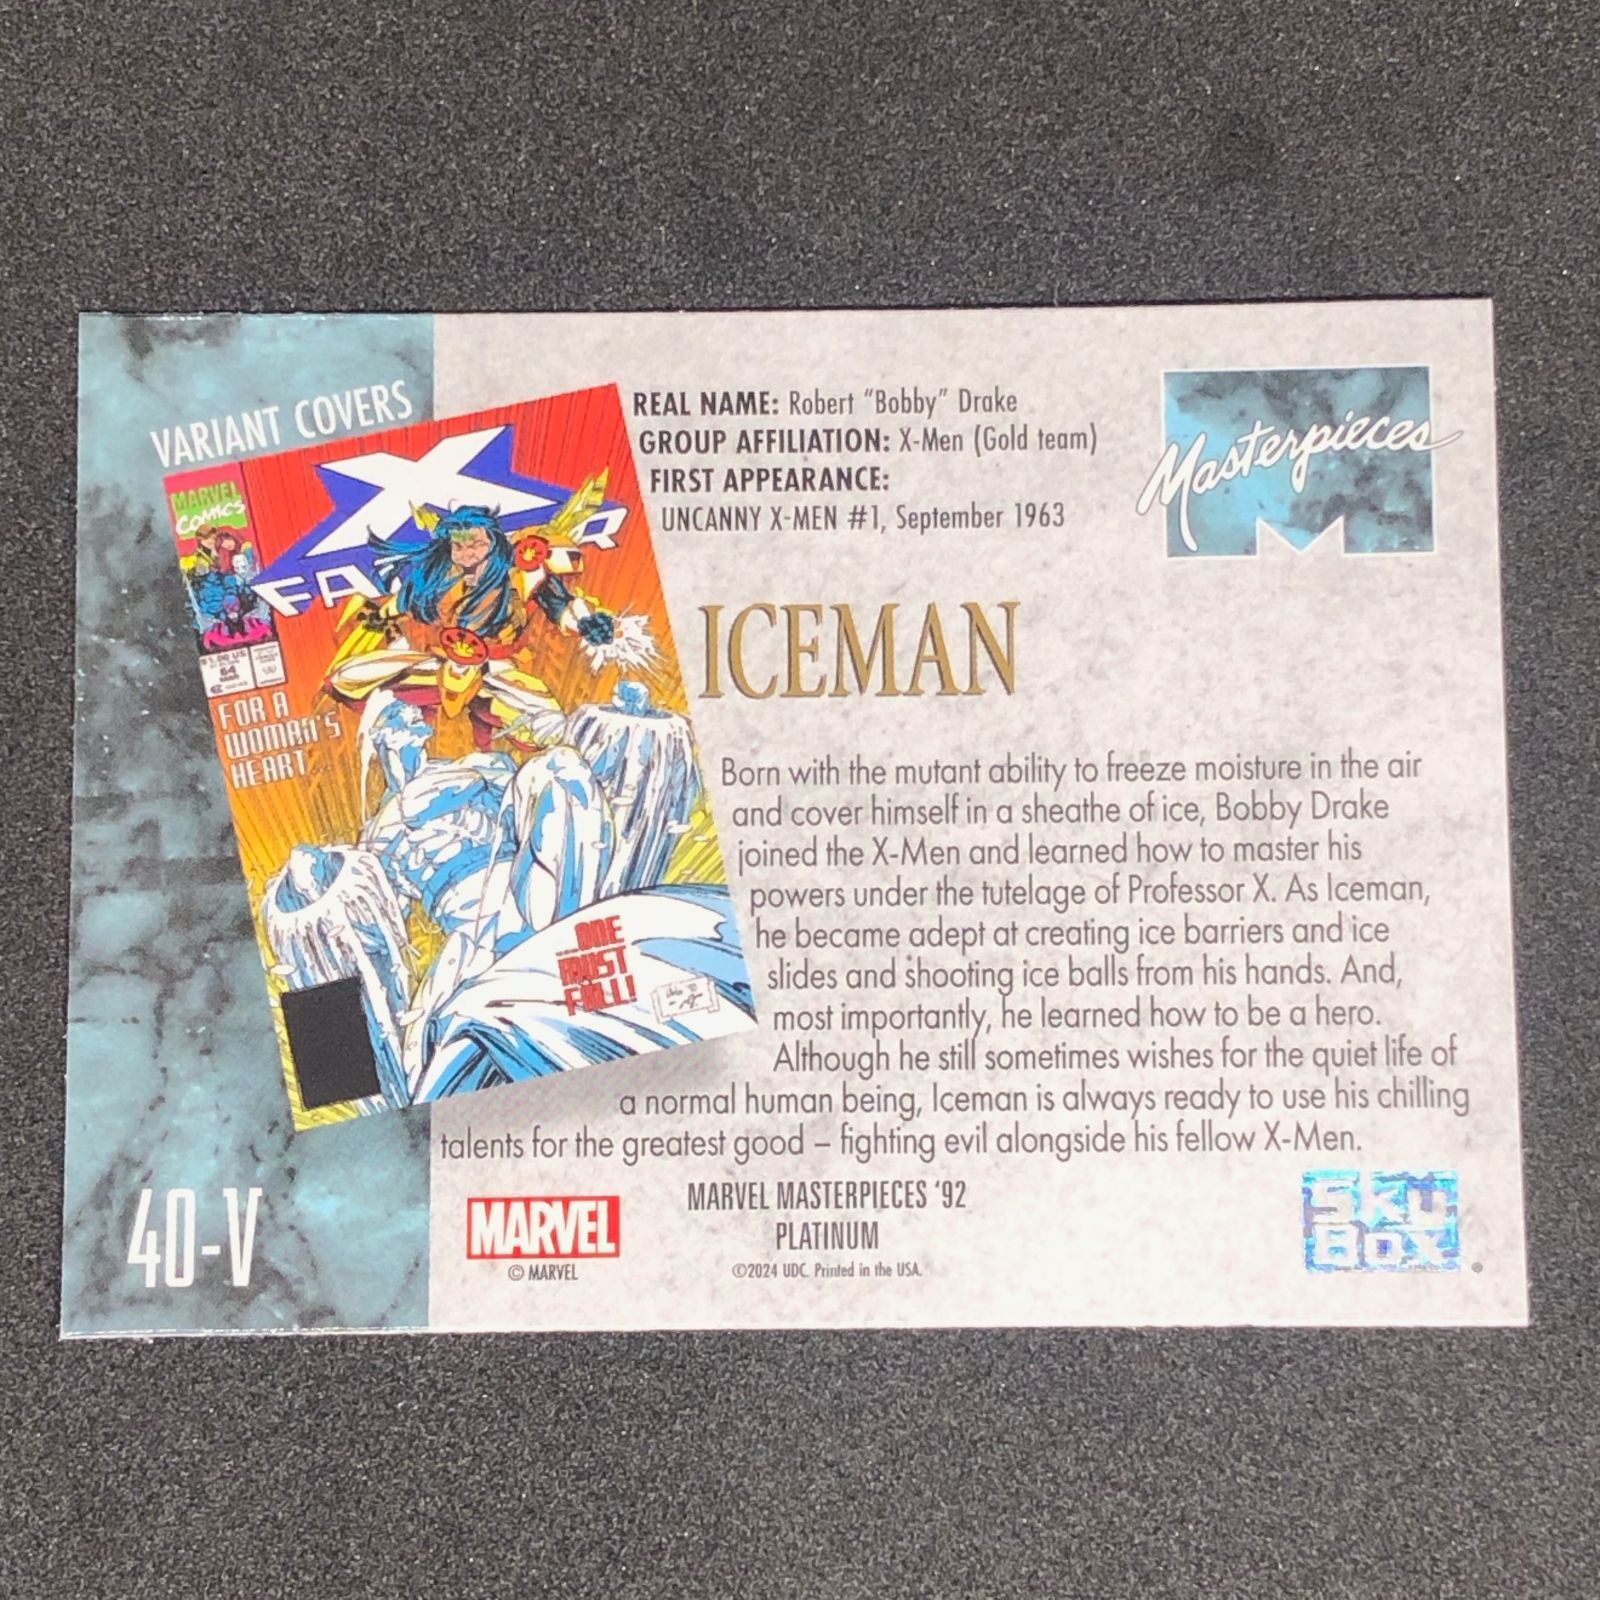 VARIANT COVERS
MARVEL
COMICS
X
FA
R
$1.00 US
64
MAR
FOR A
WOMAN'S
HEART...
...ONE
MUST
FALL!
REAL NAME: Robert "Bobby" Drake
GROUP AFFILIATION: X-Men (Gold team)
FIRST APPEARANCE:
UNCANNY X-MEN #1, September 1963
Masterpieces
ICEMAN
Born with the mutant ability to freeze moisture in the air
and cover himself in a sheathe of ice, Bobby Drake
joined the X-Men and learned how to master his
powers under the tutelage of Professor X. As Iceman,
he became adept at creating ice barriers and ice
slides and shooting ice balls from his hands. And,
most importantly, he learned how to be a hero.
Although he still sometimes wishes for the quiet life of
a normal human being, Iceman is always ready to use his chilling
talents for the greatest good – fighting evil alongside his fellow X-Men.
40-V
MARVEL
© MARVEL
MARVEL MASTERPIECES '92
PLATINUM
©2024 UDC. Printed in the USA.
SkyBox®